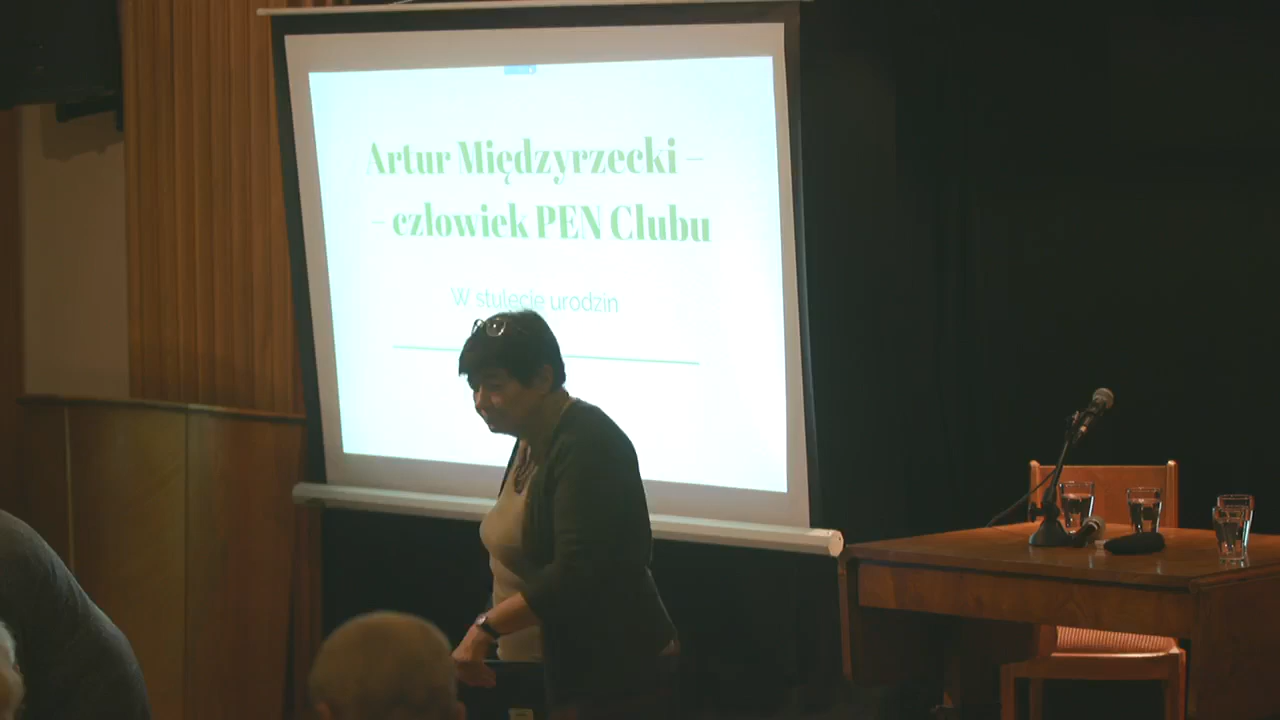 Artur Międzyrzecki –
– człowiek PEN Clubu
W stulecie urodzin